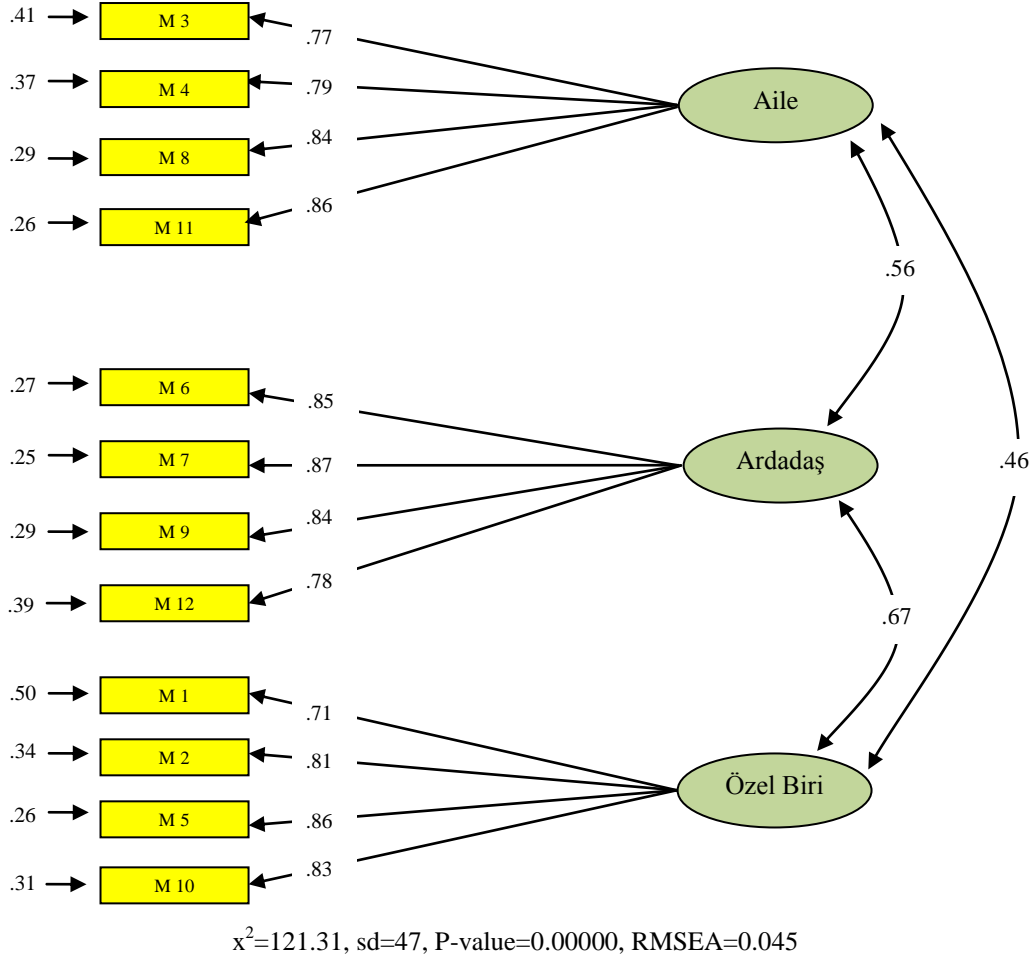 .41 M 3 .77
.37 M 4 .79 Aile
.29 M 8 .84
.26 M 11 .86
.56
.27 M 6 .85
.25 M 7 .87 Ardadaş .46
.29 M 9 .84
.39 M 12 .78
.67
.50 M 1 .71
.34 M 2 .81
.26 M 5 .86 Özel Biri
.31 M 10 .83
x²=121.31, sd=47, P-value=0.00000, RMSEA=0.045